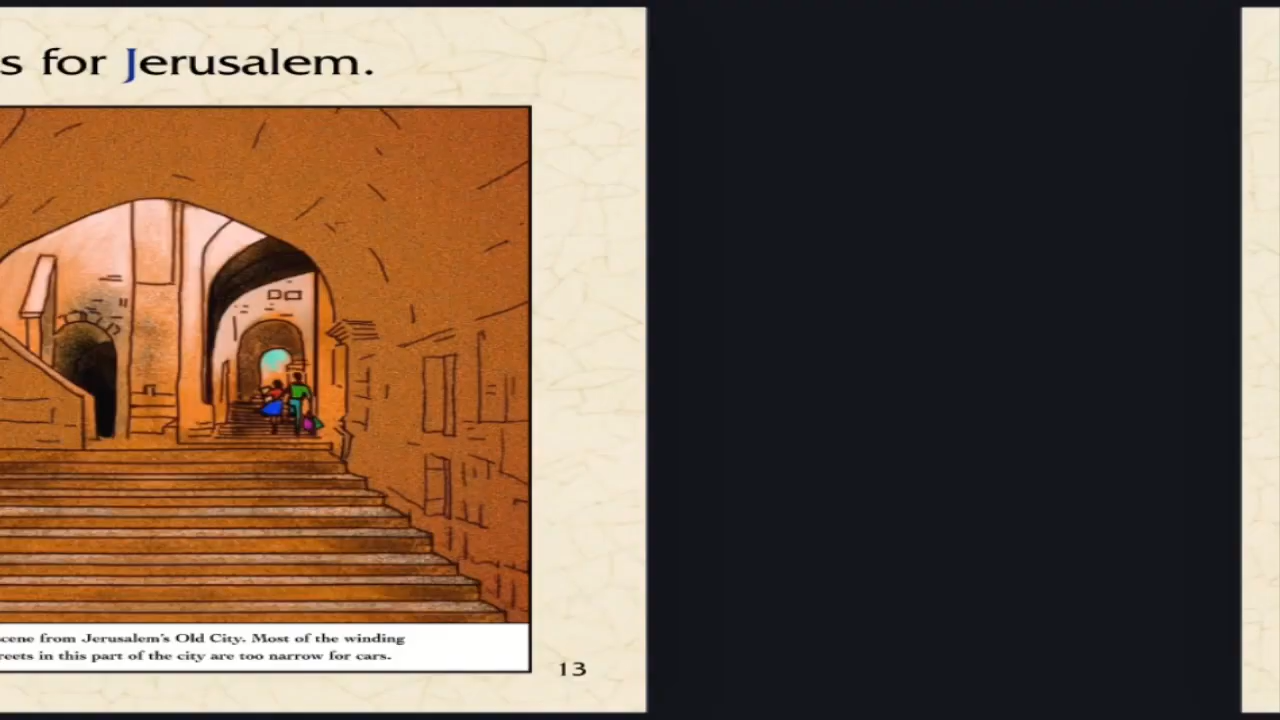 s for Jerusalem.
cene from Jerusalem's Old City. Most of the winding
reets in this part of the city are too narrow for cars.
13